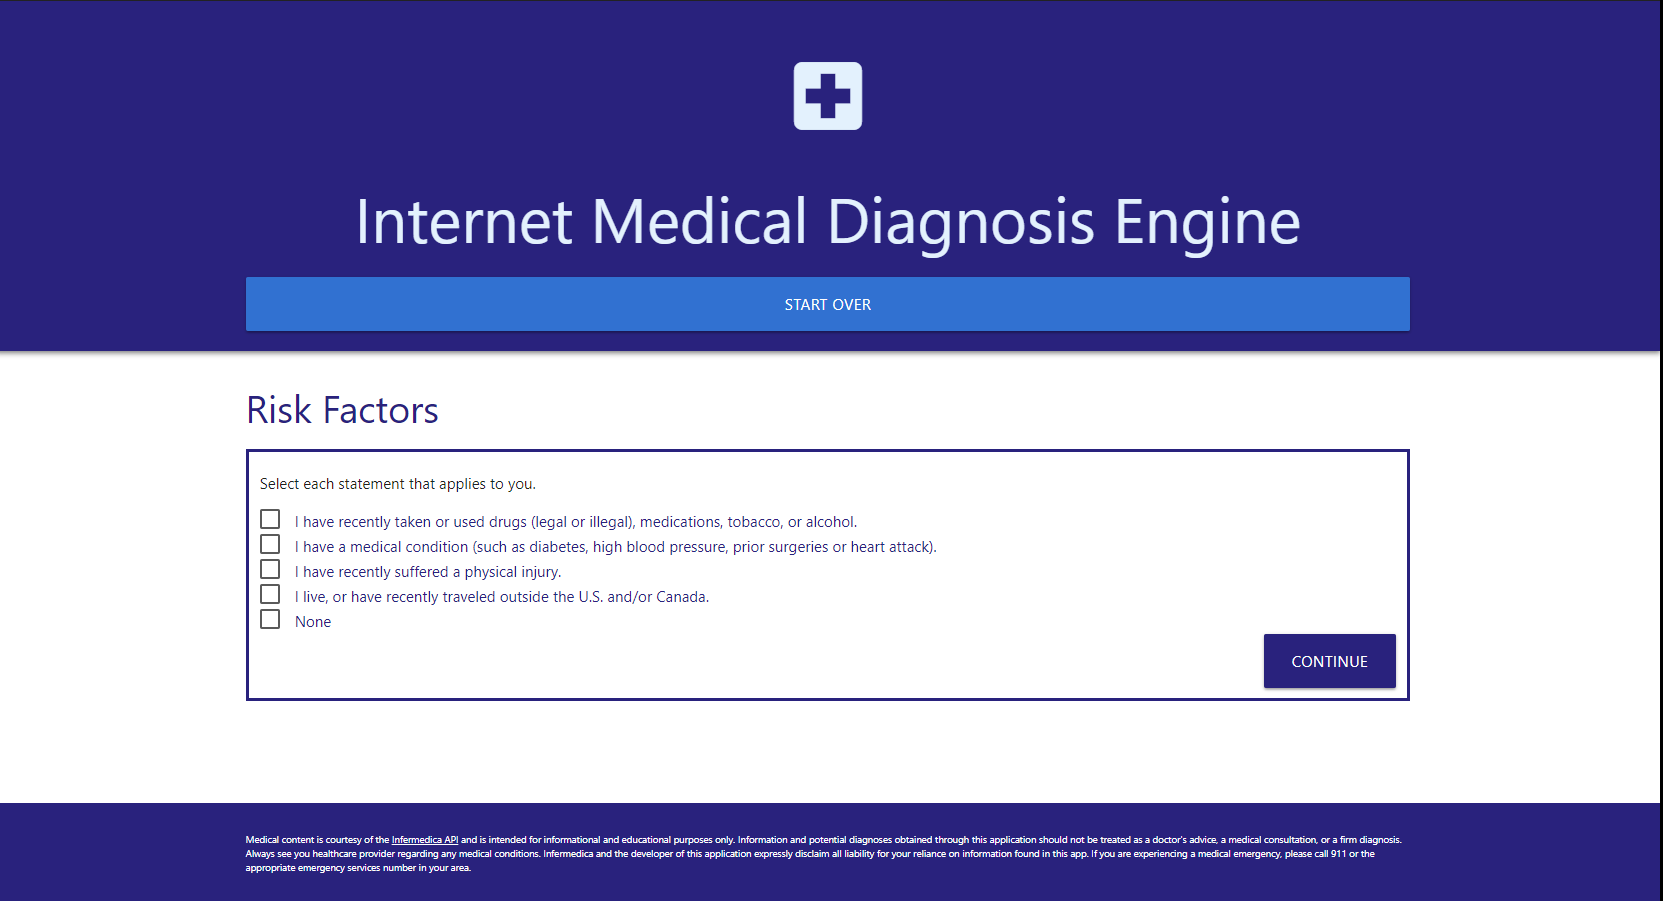 Internet Medical Diagnosis Engine
START OVER
Risk Factors
Select each statement that applies to you.
I have recently taken or used drugs (legal or illegal), medications, tobacco, or alcohol.
I have a medical condition (such as diabetes, high blood pressure, prior surgeries or heart attack).
I have recently suffered a physical injury.
I live, or have recently traveled outside the U.S. and/or Canada.
None
CONTINUE
Medical content is courtesy of the Infermedica API and is intended for informational and educational purposes only. Information and potential diagnoses obtained through this application should not be treated as a doctor's advice, a medical consultation, or a firm diagnosis.
Always see you healthcare provider regarding any medical conditions. Infermedica and the developer of this application expressly disclaim all liability for your reliance on information found in this app. If you are experiencing a medical emergency, please call 911 or the
appropriate emergency services number in your area.